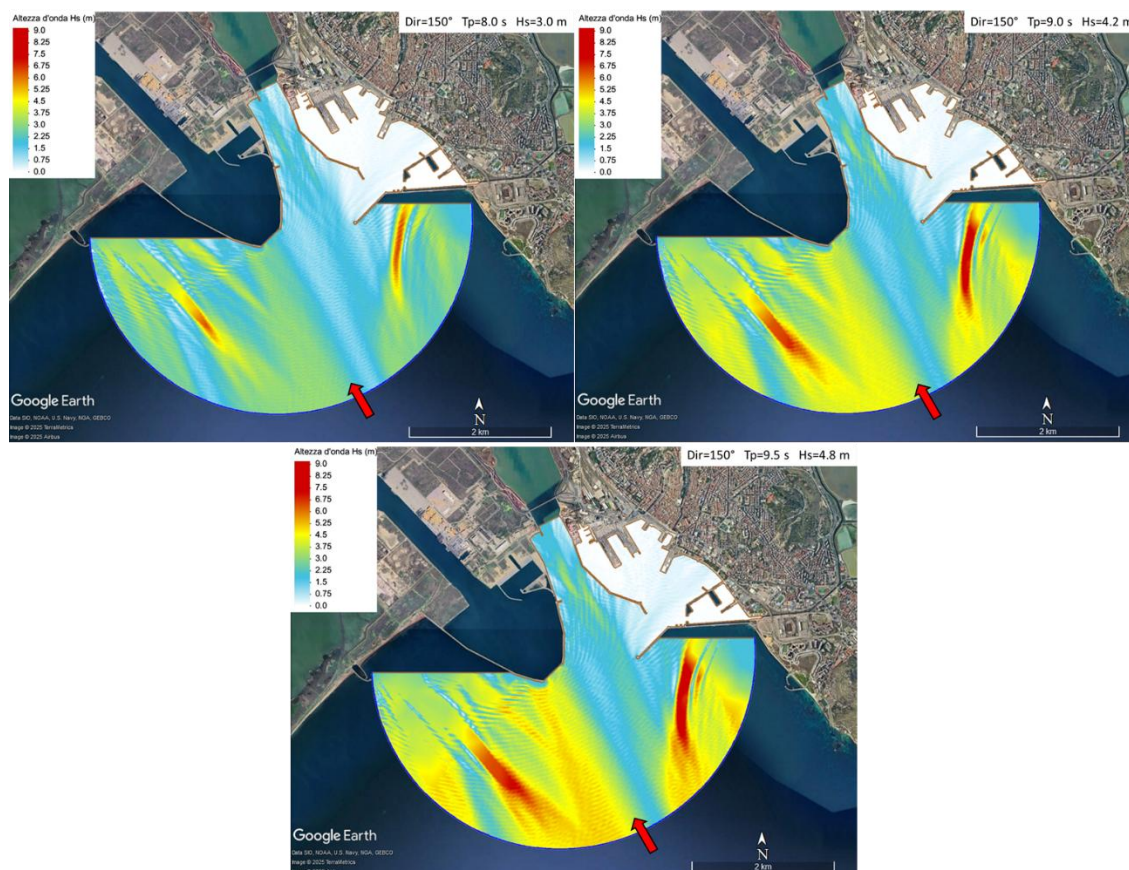 Altezza d'onda Hs (m)
9.0
8.25
7.5
6.75
6.0
5.25
4.5
3.75
3.0
2.25
1.5
0.75
0.0
Dir=150° Tp=8.0 s Hs=3.0 m
Google Earth
Data SIO, NOAA, U.S. Navy, NGA, GEBCO
Image © 2025 TerraMetrics
Image © 2025 Airbus
N
2 km
Altezza d'onda Hs (m)
9.0
8.25
7.5
6.75
6.0
5.25
4.5
3.75
3.0
2.25
1.5
0.75
0.0
Dir=150° Tp=9.0 s Hs=4.2 m
Google Earth
Data SIO, NOAA, U.S. Navy, NGA, GEBCO
Image © 2025 TerraMetrics
Image © 2025 Airbus
N
2 km
Altezza d'onda Hs (m)
9.0
8.25
7.5
6.75
6.0
5.25
4.5
3.75
3.0
2.25
1.5
0.75
0.0
Dir=150° Tp=9.5 s Hs=4.8 m
Google Earth
Data SIO, NOAA, U.S. Navy, NGA, GEBCO
Image © 2025 TerraMetrics
N
2 km